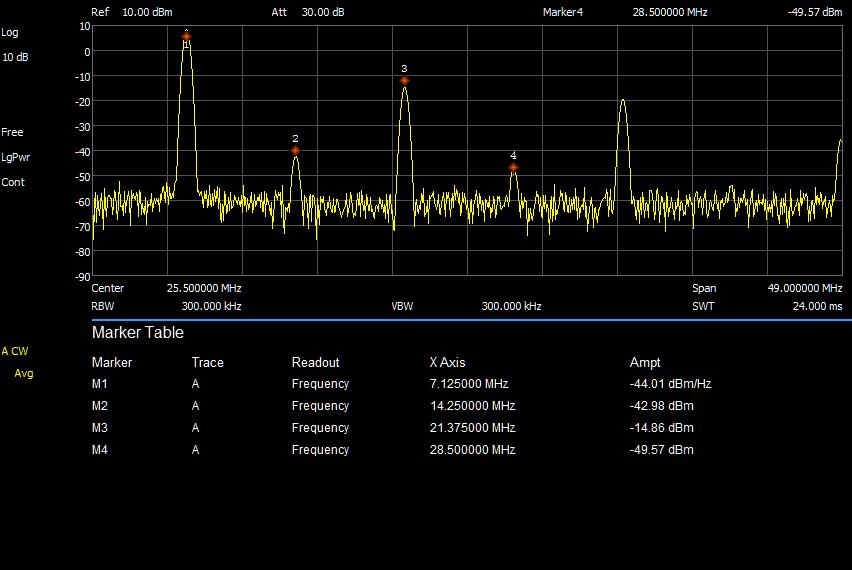 Ref 10.00 dBm Att 30.00 dB Marker4 28.500000 MHz -49.57 dBm
Log
10 dB
Free
LgPwr
Cont
10
0
-10
-20
-30
-40
-50
-60
-70
-80
-90
1
2
3
4
Center 25.500000 MHz Span 49.000000 MHz
RBW 300.000 kHz VBW 300.000 kHz SWT 24.000 ms
Marker Table
A CW
Avg
Marker Trace Readout X Axis Ampt
M1 A Frequency 7.125000 MHz -44.01 dBm/Hz
M2 A Frequency 14.250000 MHz -42.98 dBm
M3 A Frequency 21.375000 MHz -14.86 dBm
M4 A Frequency 28.500000 MHz -49.57 dBm